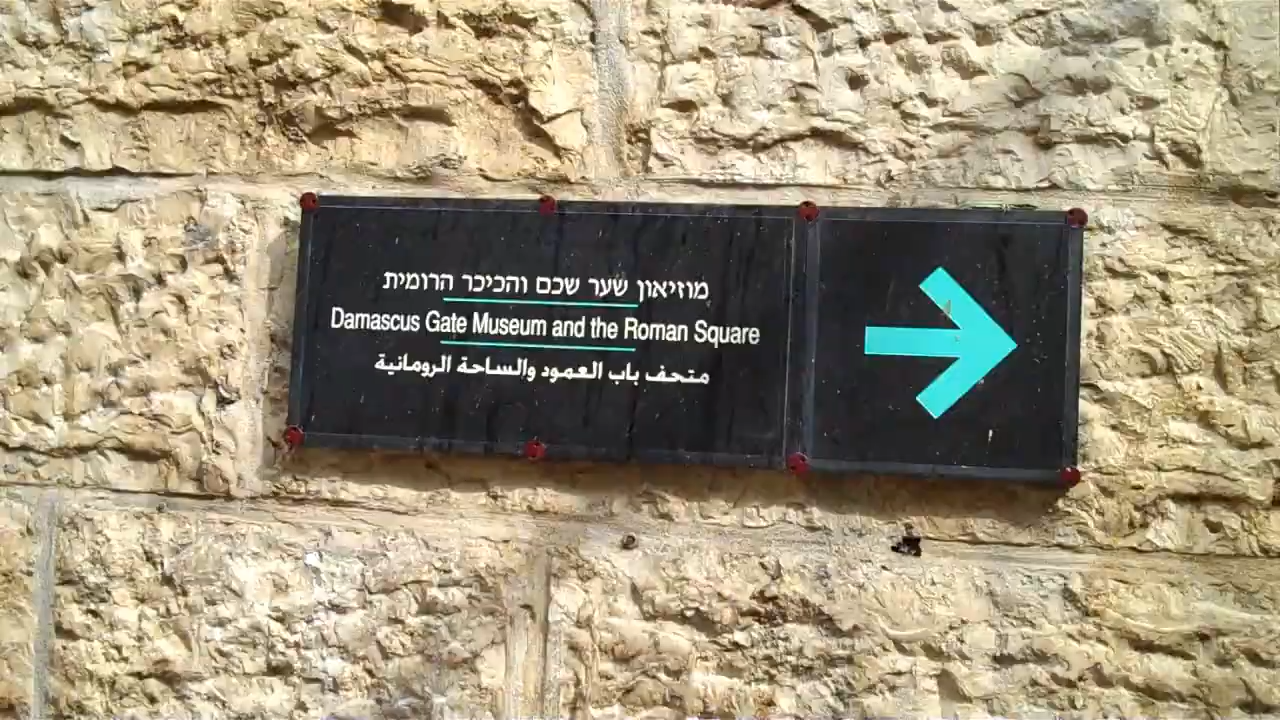 מוזיאון שער שכם והכיכר הרומית
Damascus Gate Museum and the Roman Square
متحف باب العمود والساحة الرومانية